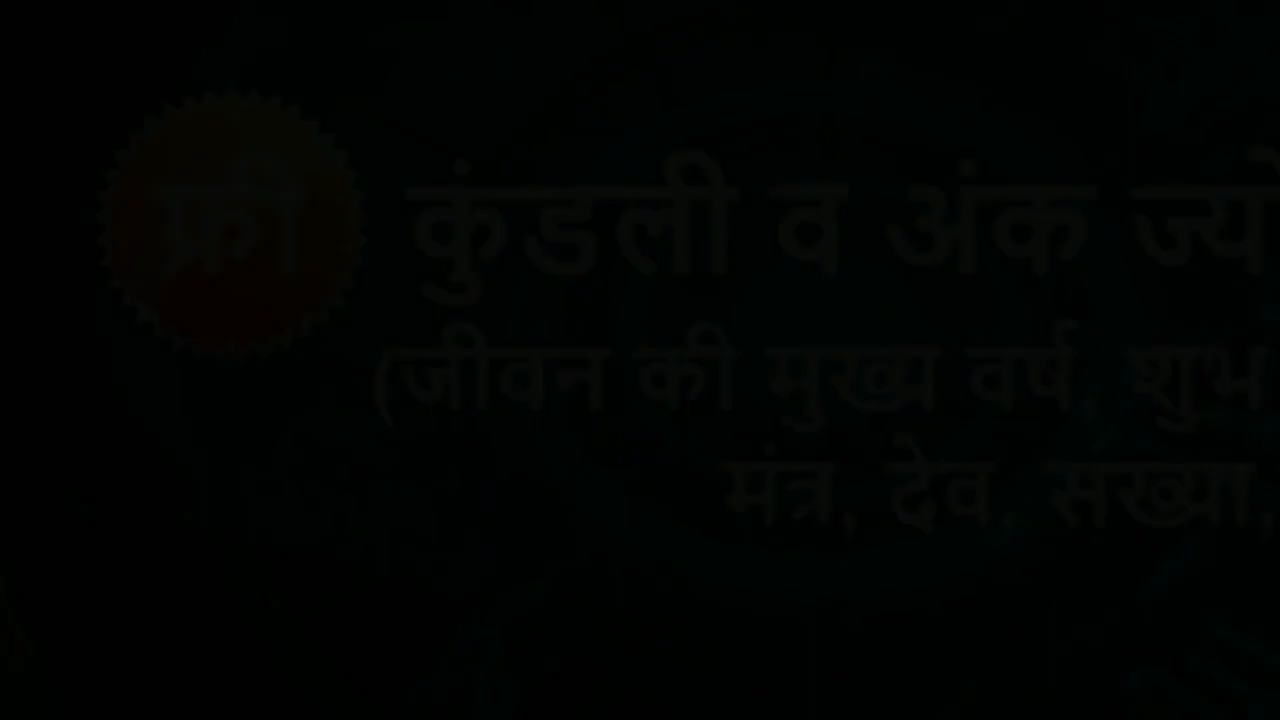 फ्री कुंडली व अंक
(जीवन की मुख्य वर्ष, शुभ
मंत्र, देव, संख्या,